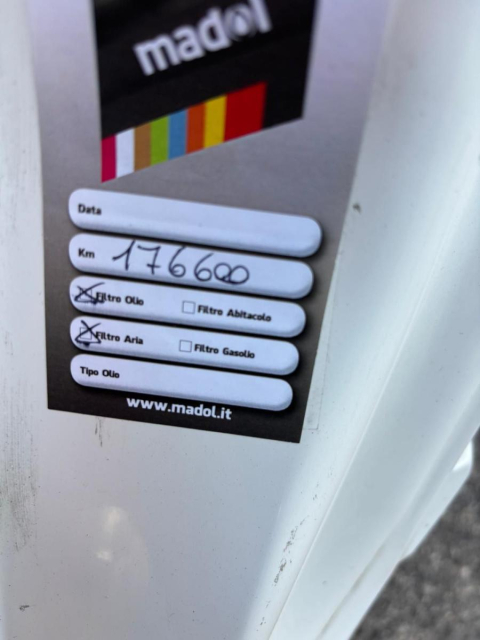 madol
Data
Km 176600
Filtro Olio Filtro Abitacolo
Filtro Aria Filtro Gasolio
Tipo Olio
www.madol.it